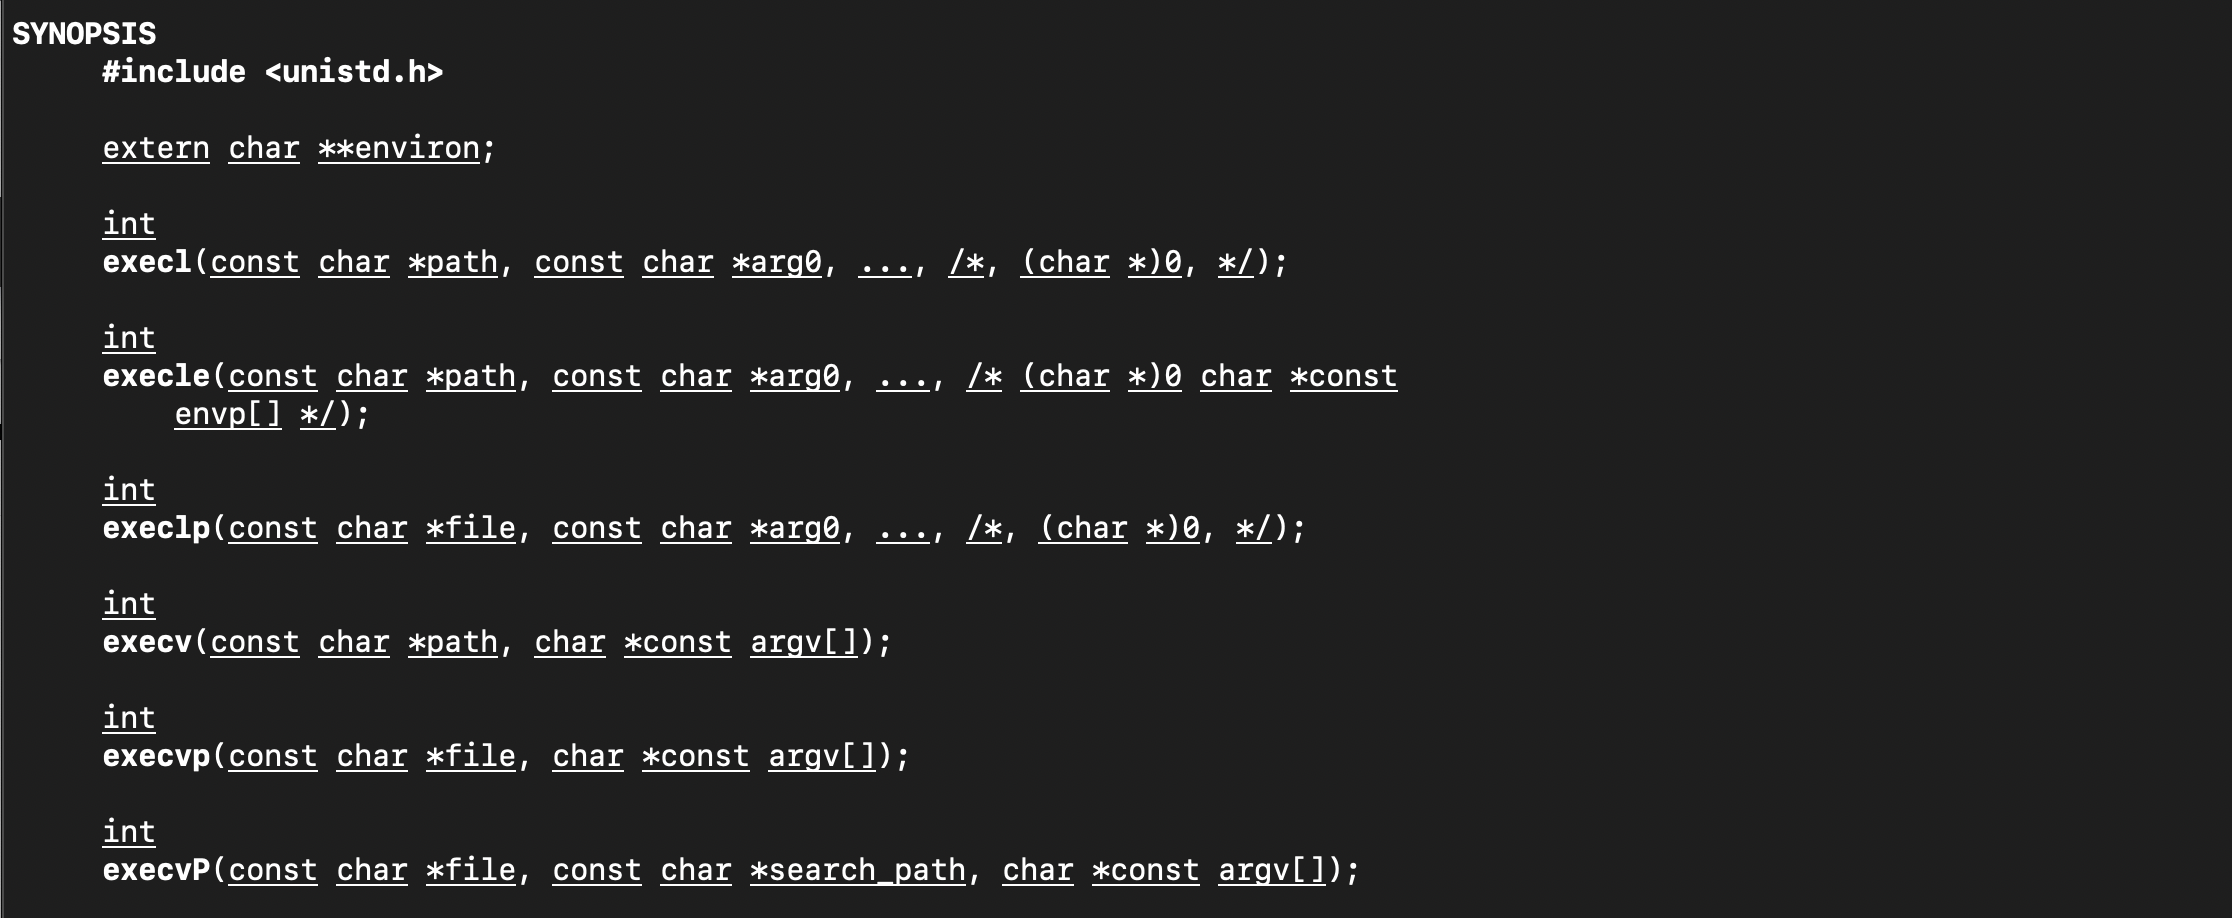 SYNOPSIS
#include <unistd.h>
extern char **environ;
int
execl(const char *path, const char *arg0, ..., /*, (char *)0, */);
int
execle(const char *path, const char *arg0, ..., /* (char *)0 char *const
envp[] */);
int
execlp(const char *file, const char *arg0, ..., /*, (char *)0, */);
int
execv(const char *path, char *const argv[]);
int
execvp(const char *file, char *const argv[]);
int
execvP(const char *file, const char *search_path, char *const argv[]);